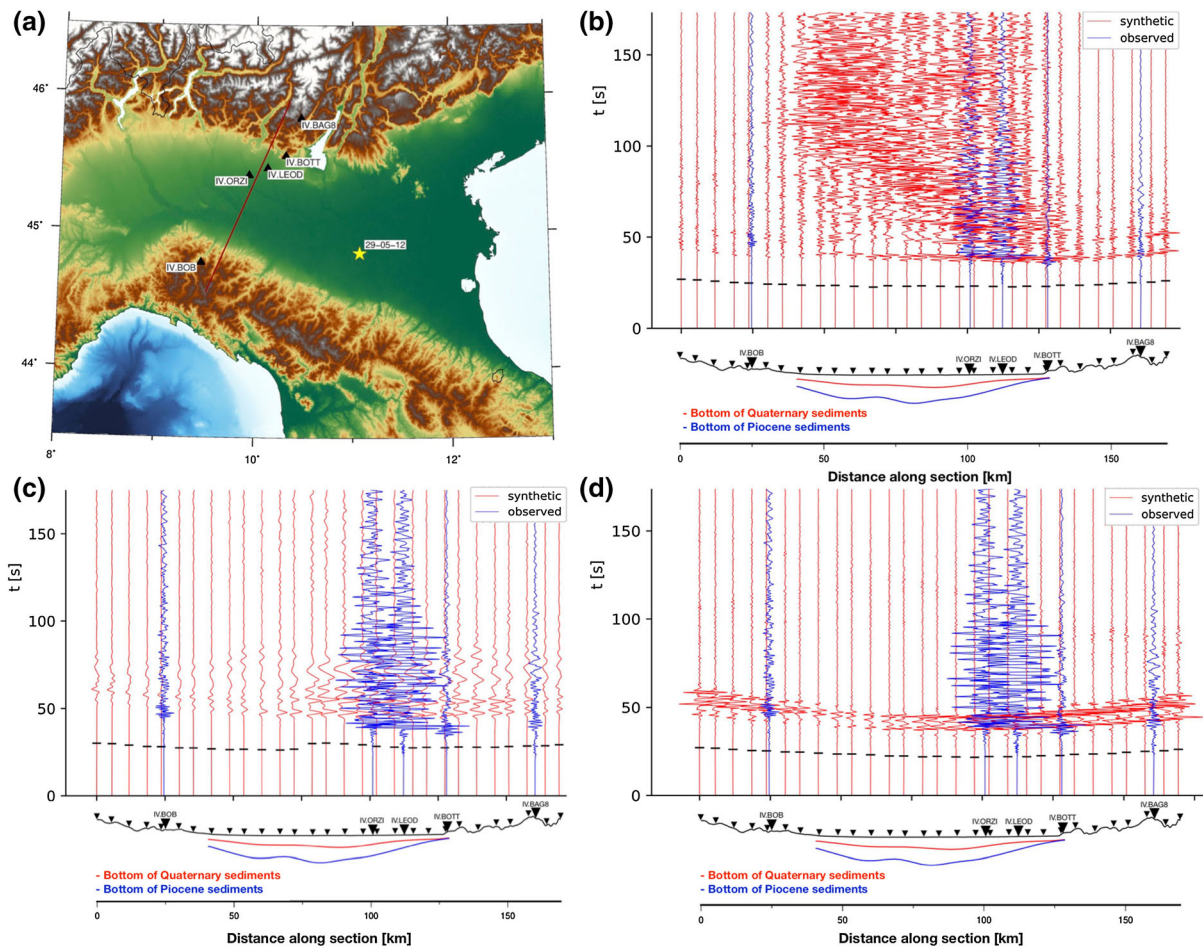 (a)
46˚
45˚
44˚
8˚
10˚
12˚
IV.BAG8
IV.BOTT
IV.LEOD
IV.ORZI
29-05-12
IV.BOB
(b)
synthetic
observed
t [s]
150
100
50
0
IV.BOB
IV.ORZI
IV.LEOD
IV.BOTT
IV.BAG8
- Bottom of Quaternary sediments
- Bottom of Piocene sediments
0
50
100
150
Distance along section [km]
(c)
synthetic
observed
t [s]
150
100
50
0
IV.BOB
IV.ORZI
IV.LEOD
IV.BOTT
IV.BAG8
- Bottom of Quaternary sediments
- Bottom of Piocene sediments
0
50
100
150
Distance along section [km]
(d)
synthetic
observed
t [s]
150
100
50
0
IV.BOB
IV.ORZI
IV.LEOD
IV.BOTT
IV.BAG8
- Bottom of Quaternary sediments
- Bottom of Piocene sediments
0
50
100
150
Distance along section [km]